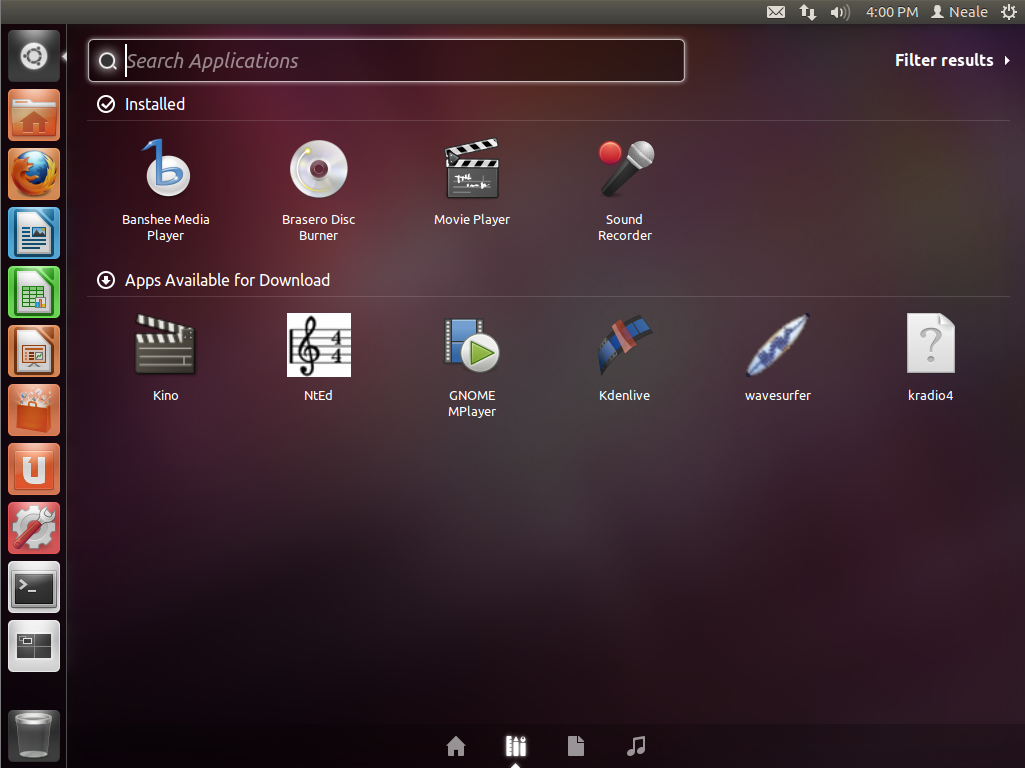 4:00 PM Neale
Search Applications
Filter results
Installed
Banshee Media
Player
Brasero Disc
Burner
Movie Player
Sound
Recorder
Apps Available for Download
Kino
NtEd
GNOME
MPlayer
Kdenlive
wavesurfer
kradio4